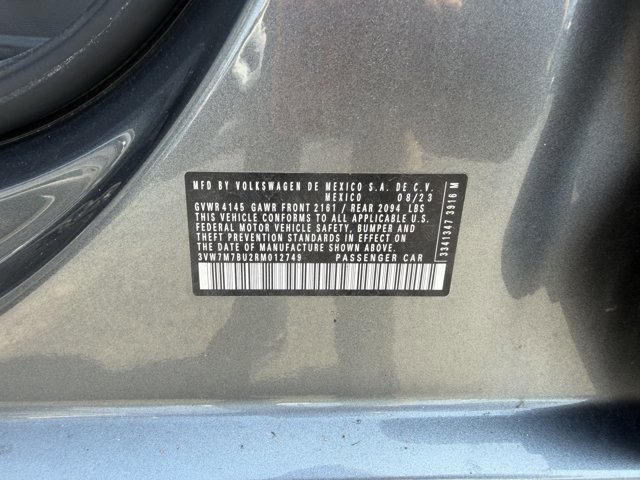 MFD BY VOLKSWAGEN DE MEXICO S.A. DE C.V.
MEXICO 08/23
GVWR 4145 GAWR FRONT 2161 / REAR 2094 LBS
THIS VEHICLE CONFORMS TO ALL APPLICABLE U.S.
FEDERAL MOTOR VEHICLE SAFETY, BUMPER AND
THEFT PREVENTION STANDARDS IN EFFECT ON THE
DATE OF MANUFACTURE SHOWN ABOVE.
3VW7M7BU2RM012749 PASSENGER CAR
3341347 3916 M